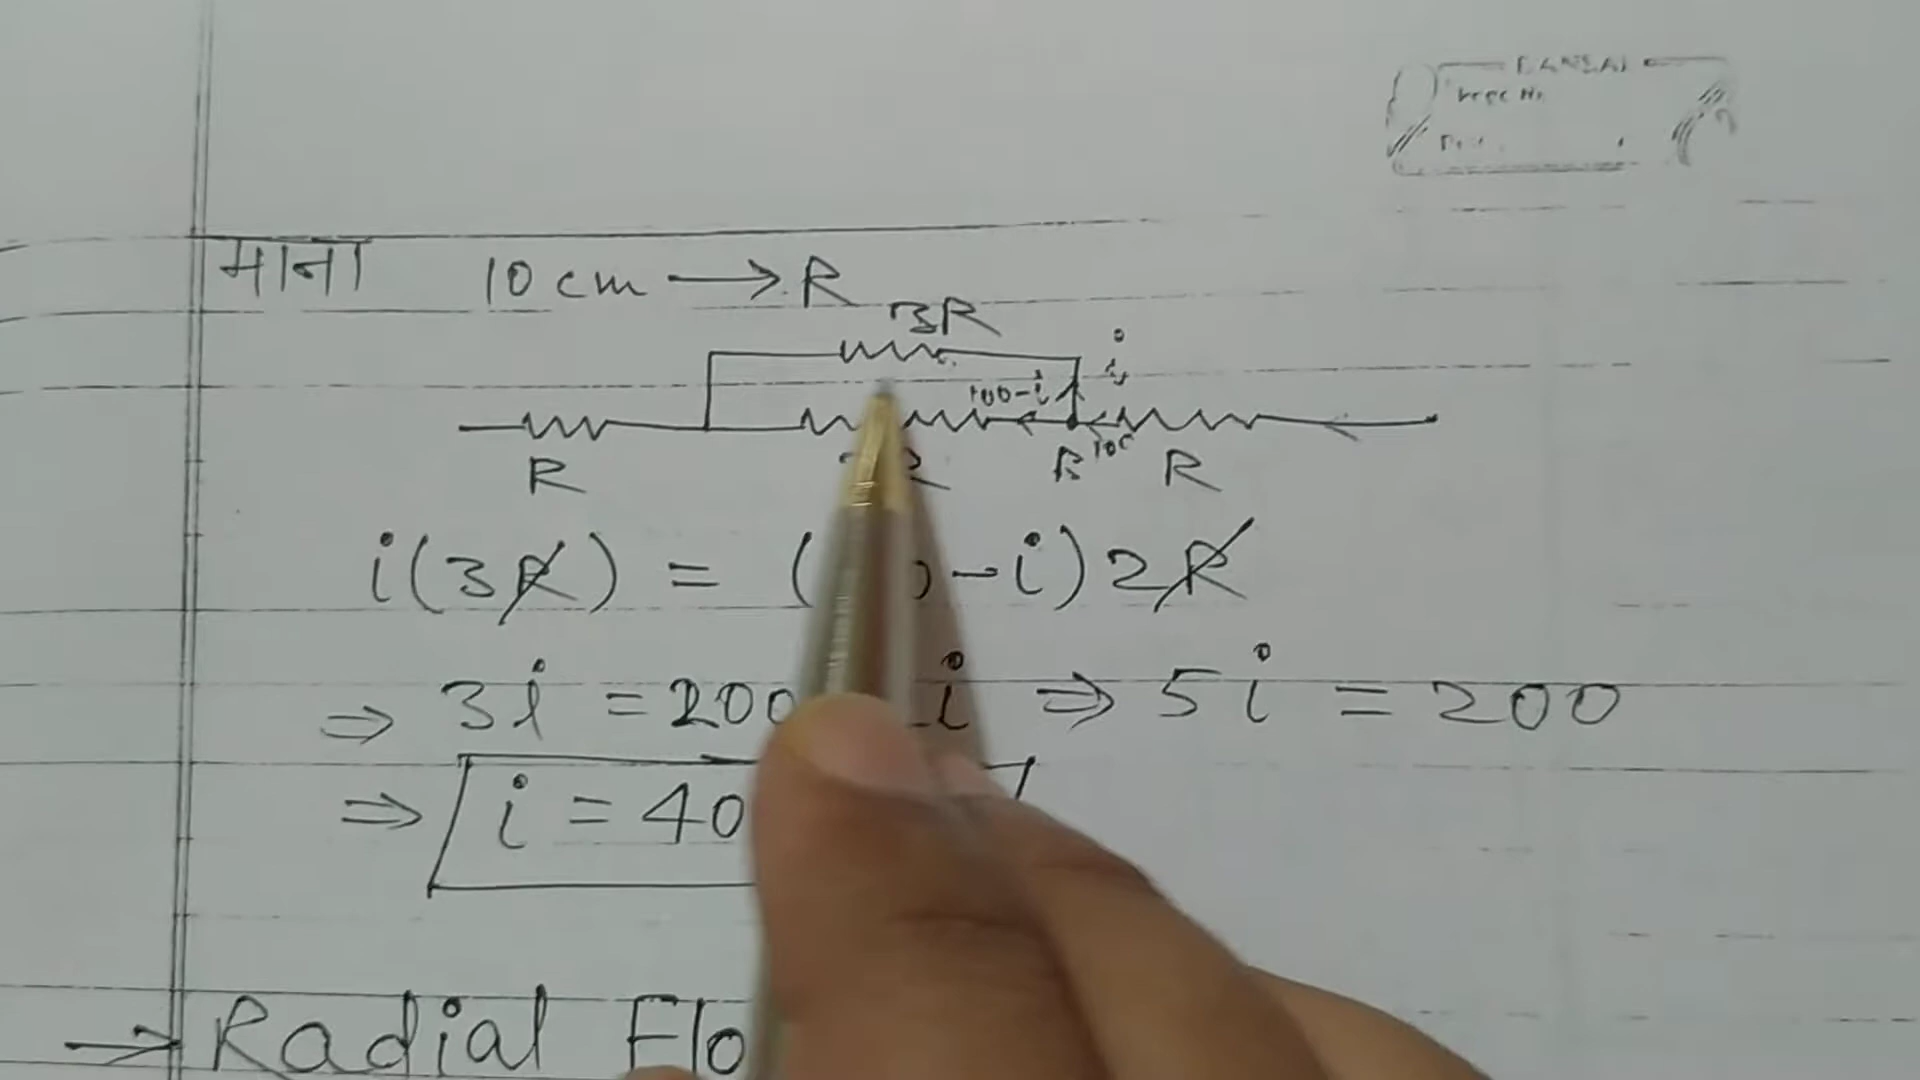 माना 10 cm → R
3R
i
100-i
R B 100 R
i(3R) = ( -i) 2R
⇒ 3i = 200 i ⇒ 5i = 200
⇒ i = 40
→ Radial Flo